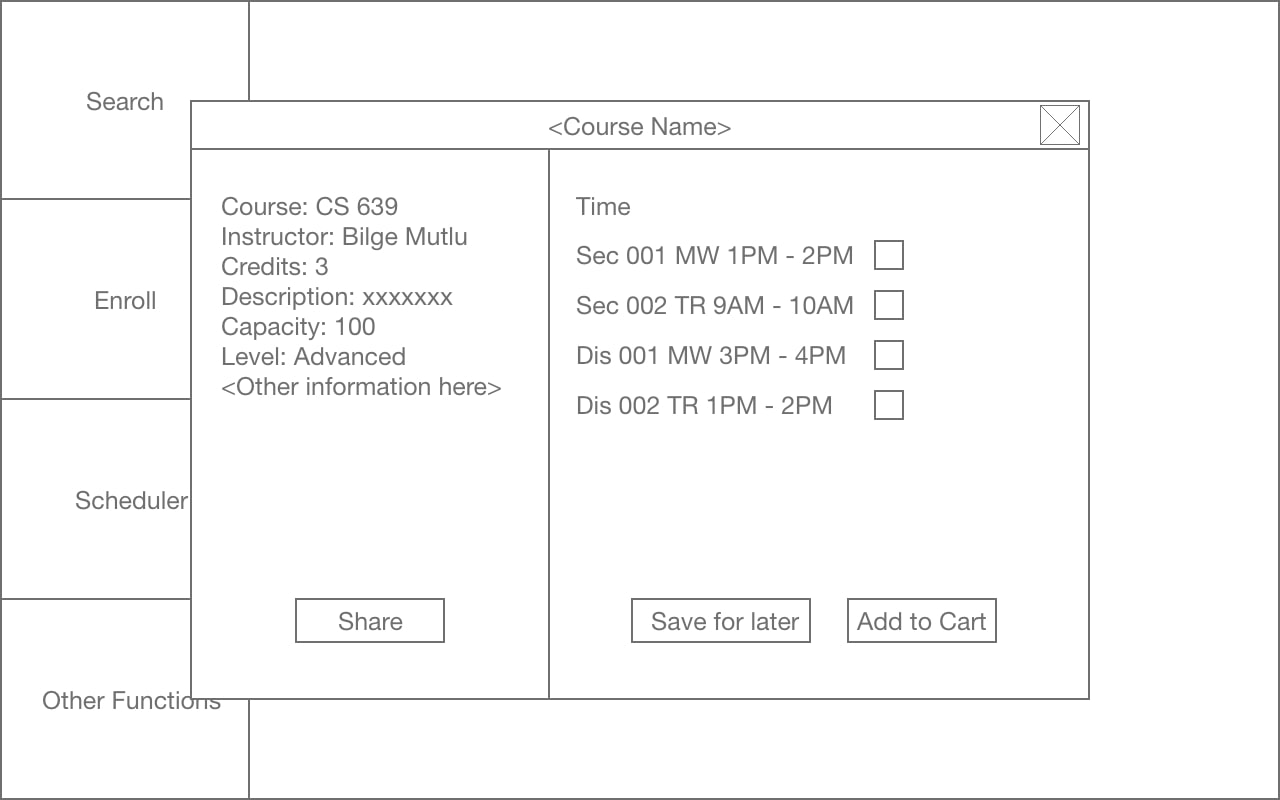 Search
Enroll
Scheduler
Other Functions
<Course Name>
Course: CS 639
Instructor: Bilge Mutlu
Credits: 3
Description: xxxxxxx
Capacity: 100
Level: Advanced
<Other information here>
Share
Time
Sec 001 MW 1PM - 2PM
Sec 002 TR 9AM - 10AM
Dis 001 MW 3PM - 4PM
Dis 002 TR 1PM - 2PM
Save for later
Add to Cart